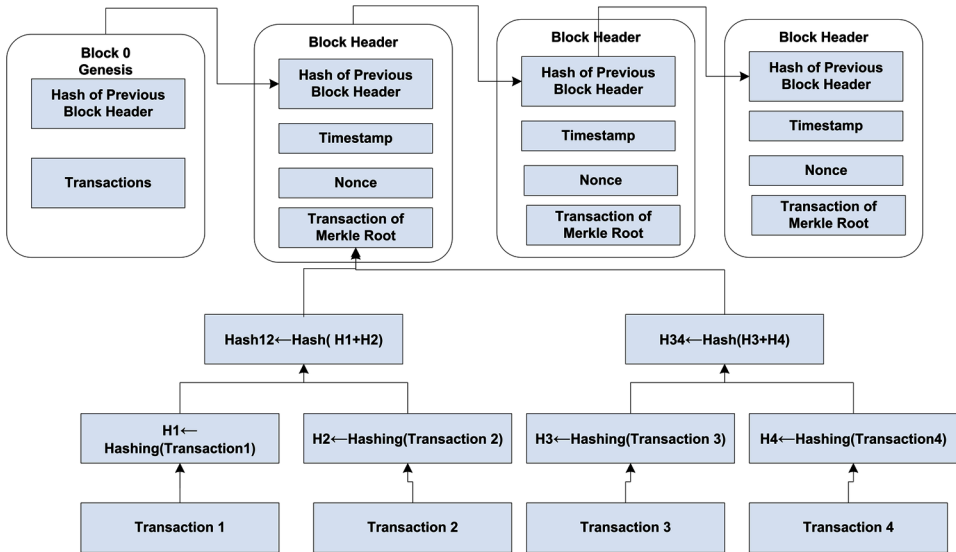 Block 0
Genesis
Hash of Previous
Block Header
Transactions
Block Header
Hash of Previous
Block Header
Timestamp
Nonce
Transaction of
Merkle Root
Block Header
Hash of Previous
Block Header
Timestamp
Nonce
Transaction of
Merkle Root
Block Header
Hash of Previous
Block Header
Timestamp
Nonce
Transaction of
Merkle Root
Hash12←Hash( H1+H2)
H34←Hash(H3+H4)
H1←
Hashing(Transaction1)
H2←Hashing(Transaction 2)
H3←Hashing(Transaction 3)
H4←Hashing(Transaction4)
Transaction 1
Transaction 2
Transaction 3
Transaction 4